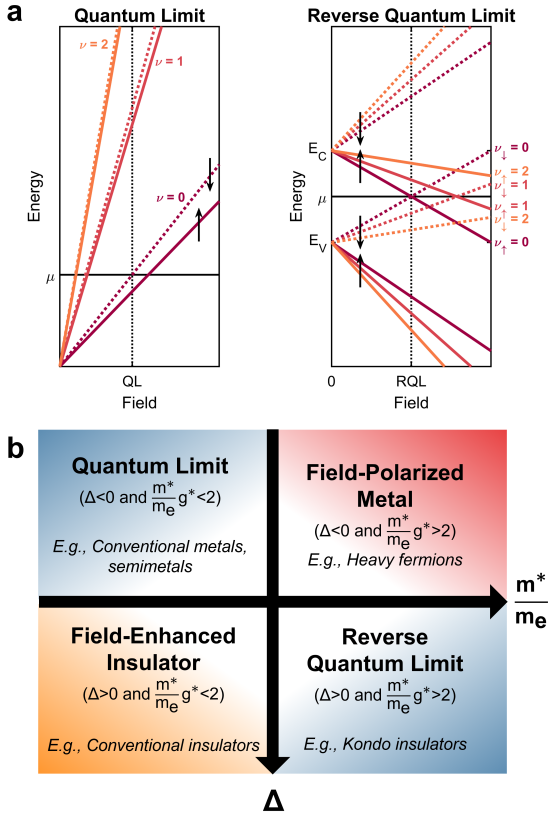 a
Quantum Limit
Reverse Quantum Limit
ν = 2
ν = 1
ν = 0
μ
Energy
QL
Field
Energy
E_C
μ
E_V
ν↓ = 0
ν↑ = 2
ν↓ = 1
ν↑ = 1
ν↓ = 2
ν↑ = 0
0
RQL
Field
b
Quantum Limit
(Δ<0 and m*/m_e g*<2)
E.g., Conventional metals,
semimetals
Field-Polarized
Metal
(Δ<0 and m*/m_e g*>2)
E.g., Heavy fermions
m*/m_e
Field-Enhanced
Insulator
(Δ>0 and m*/m_e g*<2)
E.g., Conventional insulators
Reverse
Quantum Limit
(Δ>0 and m*/m_e g*>2)
E.g., Kondo insulators
Δ